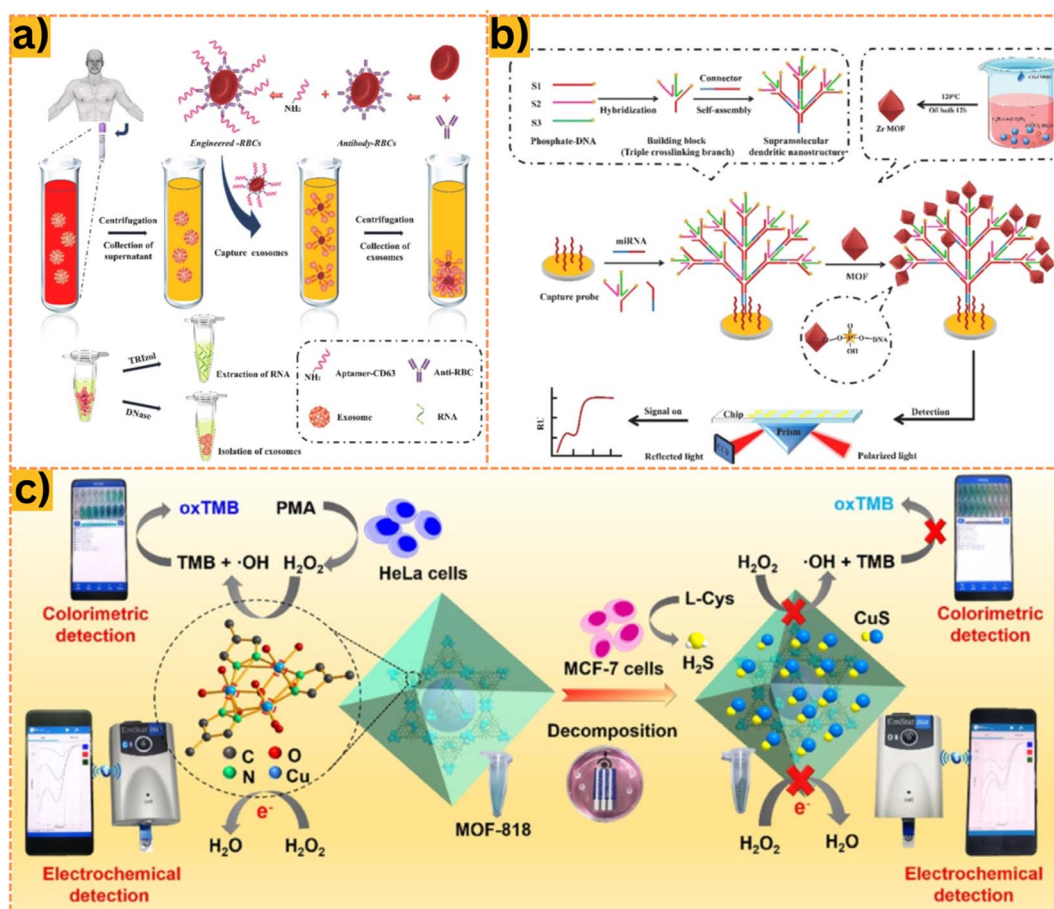 a)
NH₂
Engineered -RBCs
Antibody-RBCs
Centrifugation
Collection of
supernatant
Capture exosomes
Centrifugation
Collection of
exosomes
TRIzol
Extraction of RNA
DNase
Isolation of exosomes
NH₂
Aptamer-CD63
Anti-RBC
Exosome
RNA
b)
S1
S2
S3
Phosphate-DNA
Hybridization
Building block
(Triple crosslinking branch)
Connector
Self-assembly
Supramolecular
dendritic nanostructure
Zr MOF
120°C
Oil bath 12h
Capture probe
miRNA
MOF
O
O
DNA
OH
Detection
Chip
Prism
Polarized light
Reflected light
Signal on
RU
c)
oxTMB
PMA
TMB + ·OH
H₂O₂
HeLa cells
Colorimetric
detection
C
O
N
Cu
e⁻
H₂O
H₂O₂
EmStat
Electrochemical
detection
MOF-818
L-Cys
MCF-7 cells
H₂S
Decomposition
oxTMB
H₂O₂
·OH + TMB
CuS
Colorimetric
detection
e⁻
H₂O₂
H₂O
EmStat
Electrochemical
detection